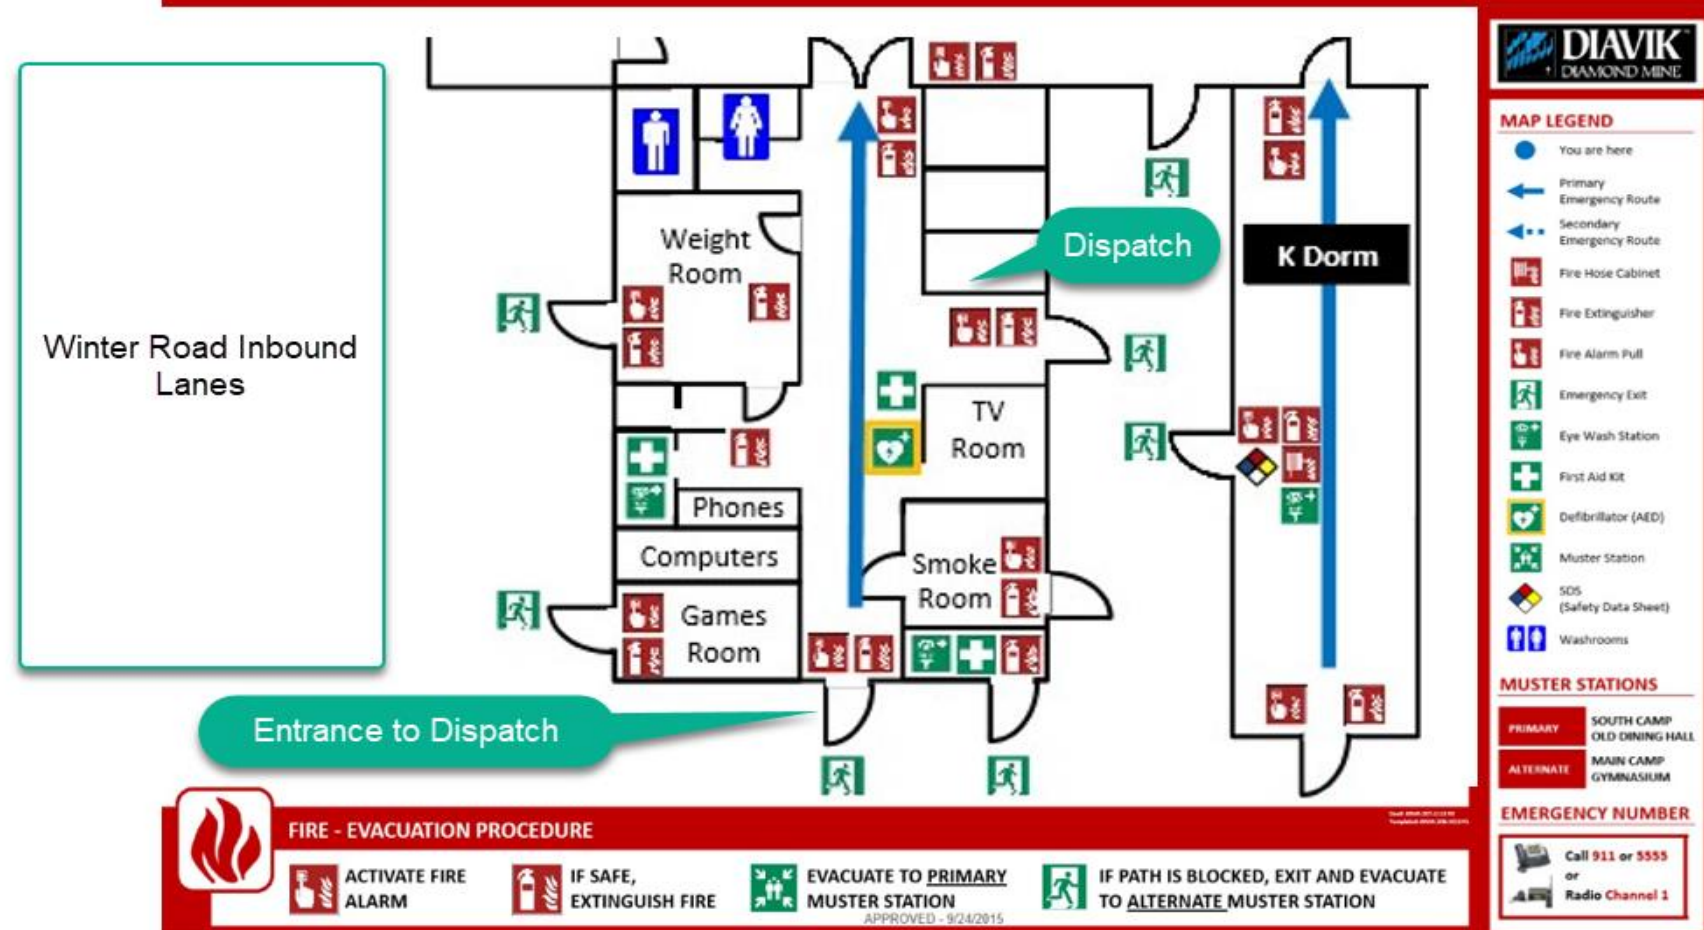 DIAVIK
DIAMOND MINE
Winter Road Inbound
Lanes
Weight
Room
Dispatch
K Dorm
TV
Room
Phones
Computers
Smoke
Room
Games
Room
Entrance to Dispatch
MAP LEGEND
You are here
Primary
Emergency Route
Secondary
Emergency Route
Fire Hose Cabinet
Fire Extinguisher
Fire Alarm Pull
Emergency Exit
Eye Wash Station
First Aid Kit
Defibrillator (AED)
Muster Station
SDS
(Safety Data Sheet)
Washrooms
MUSTER STATIONS
PRIMARY
SOUTH CAMP
OLD DINING HALL
ALTERNATE
MAIN CAMP
GYMNASIUM
EMERGENCY NUMBER
Call 911 or 5555
or
Radio Channel 1
FIRE - EVACUATION PROCEDURE
ACTIVATE FIRE
ALARM
IF SAFE,
EXTINGUISH FIRE
EVACUATE TO PRIMARY
MUSTER STATION
IF PATH IS BLOCKED, EXIT AND EVACUATE
TO ALTERNATE MUSTER STATION
APPROVED - 9/24/2015